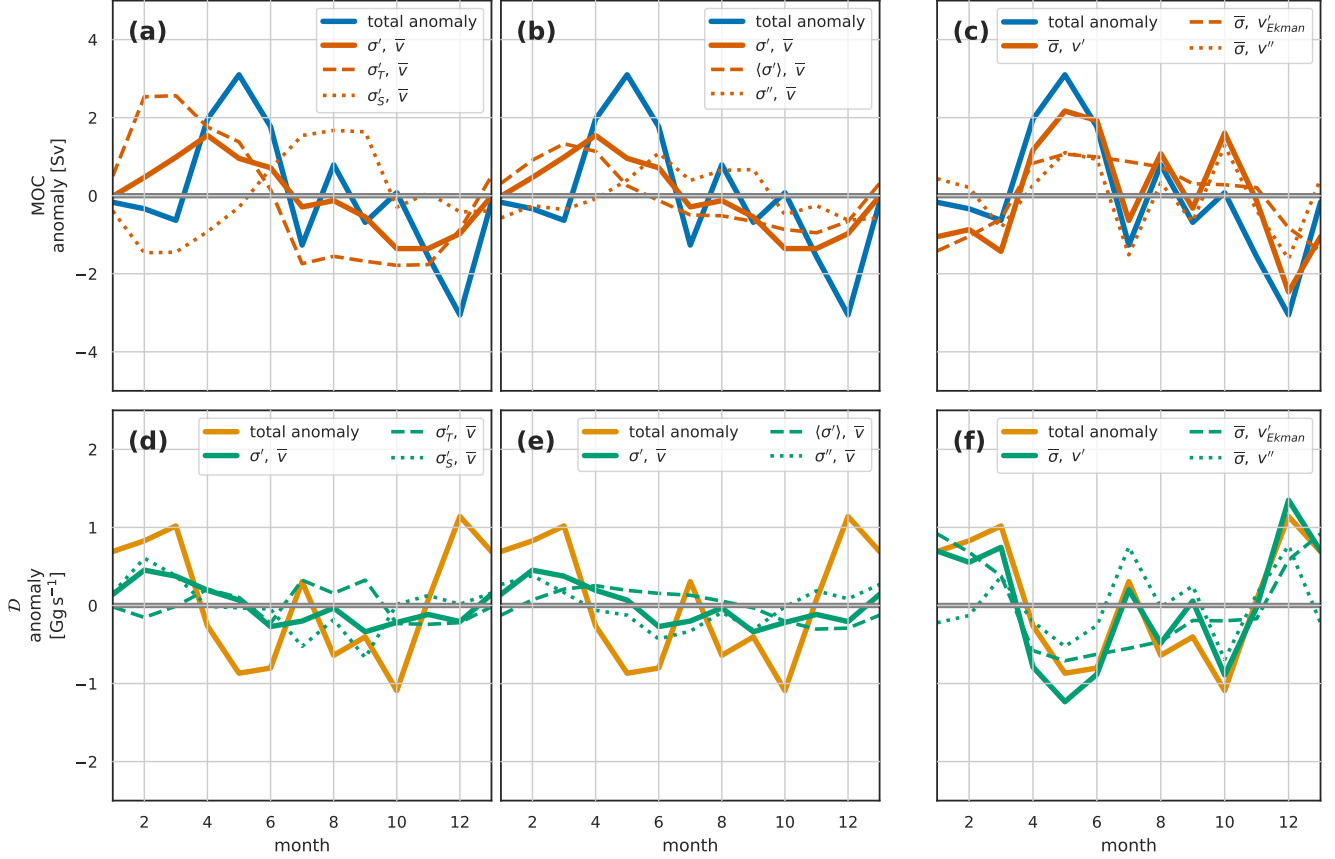 (a)
total anomaly
σ′, v̅
σ′_T, v̅
σ′_S, v̅
(b)
total anomaly
σ′, v̅
⟨σ′⟩, v̅
σ″, v̅
(c)
total anomaly
σ̅, v′
σ̅, v′_Ekman
σ̅, v″
4
2
0
−2
−4
MOC
anomaly [Sv]
(d)
total anomaly
σ′, v̅
σ′_T, v̅
σ′_S, v̅
(e)
total anomaly
σ′, v̅
⟨σ′⟩, v̅
σ″, v̅
(f)
total anomaly
σ̅, v′
σ̅, v′_Ekman
σ̅, v″
2
1
0
−1
−2
𝒟
anomaly
[Gg s⁻¹]
2 4 6 8 10 12
month
2 4 6 8 10 12
month
2 4 6 8 10 12
month